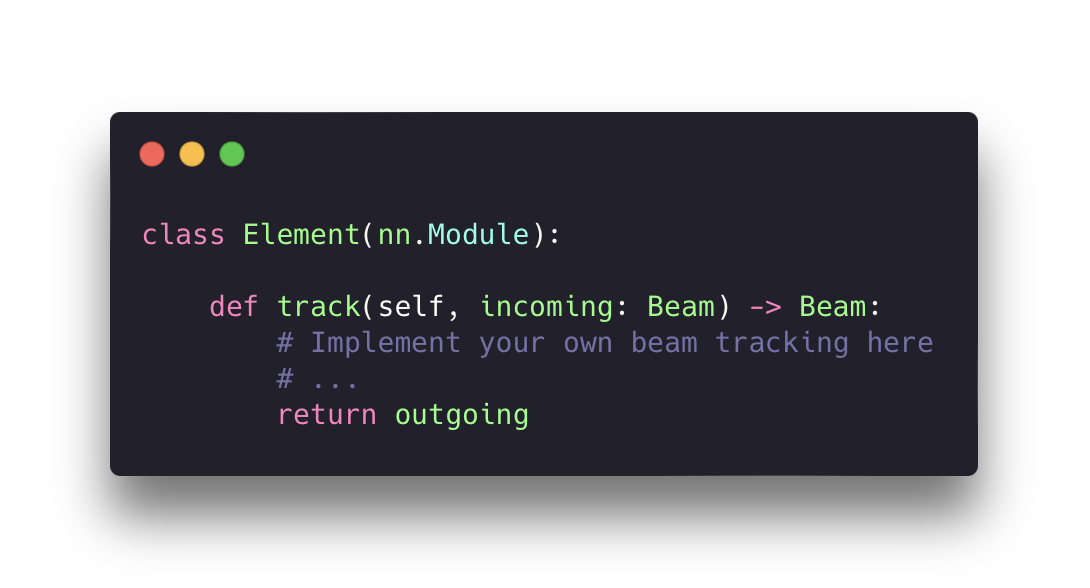 class Element(nn.Module):
def track(self, incoming: Beam) -> Beam:
# Implement your own beam tracking here
# ...
return outgoing